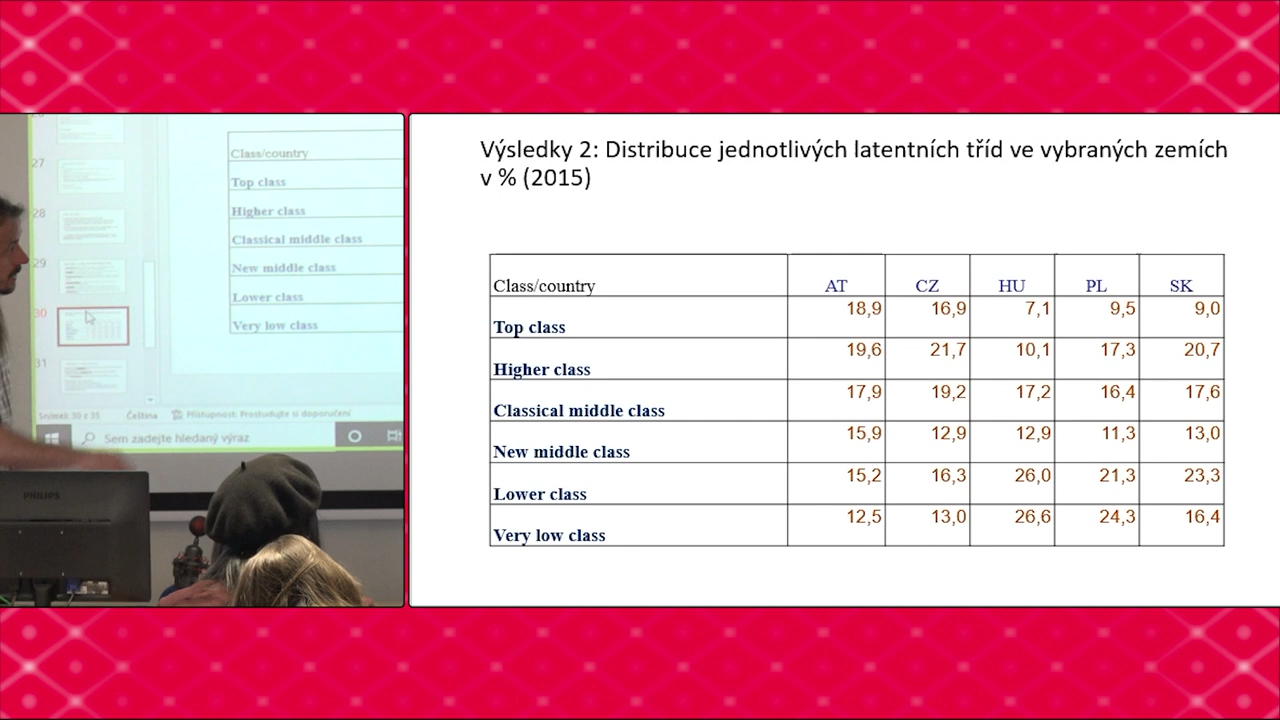 27
28
29
30
31
Class/country
Top class
Higher class
Classical middle class
New middle class
Lower class
Very low class
Snímek: 30 z 35 Čeština Přístupnost: Prostudujte si doporučení
Sem zadejte hledaný výraz
PHILIPS
Výsledky 2: Distribuce jednotlivých latentních tříd ve vybraných zemích
v % (2015)
Class/country AT CZ HU PL SK
Top class 18,9 16,9 7,1 9,5 9,0
Higher class 19,6 21,7 10,1 17,3 20,7
Classical middle class 17,9 19,2 17,2 16,4 17,6
New middle class 15,9 12,9 12,9 11,3 13,0
Lower class 15,2 16,3 26,0 21,3 23,3
Very low class 12,5 13,0 26,6 24,3 16,4